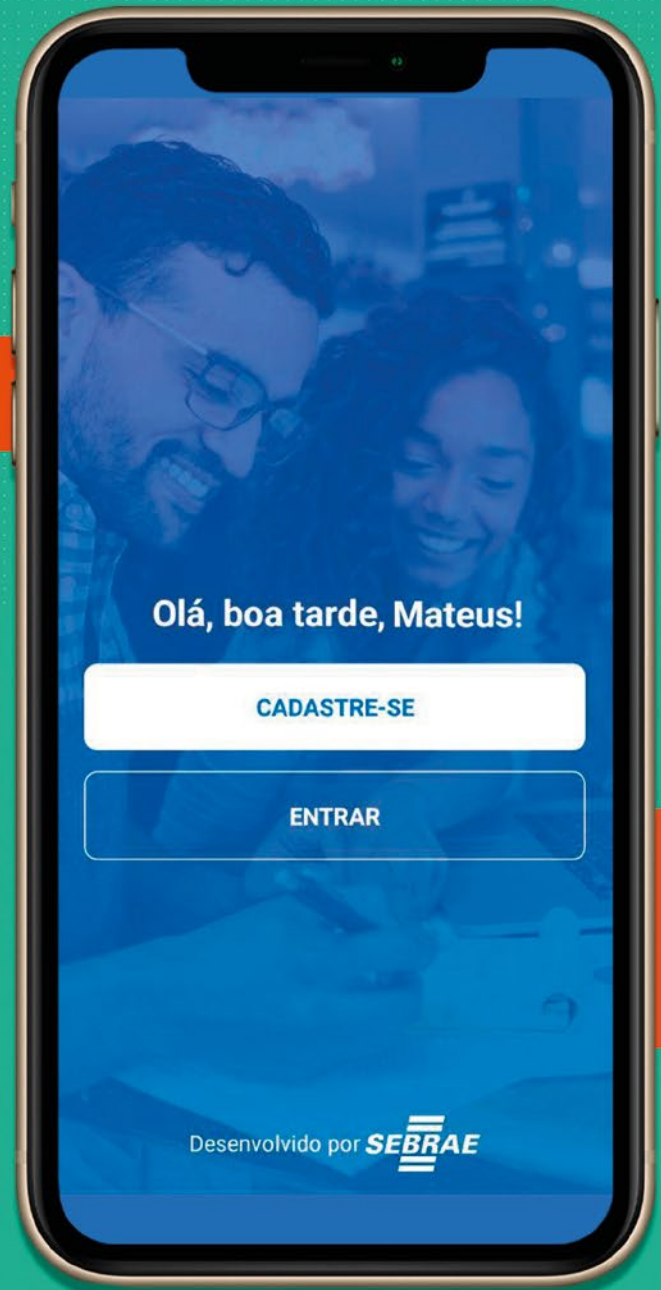 Olá, boa tarde, Mateus!
CADASTRE-SE
ENTRAR
Desenvolvido por SEBRAE